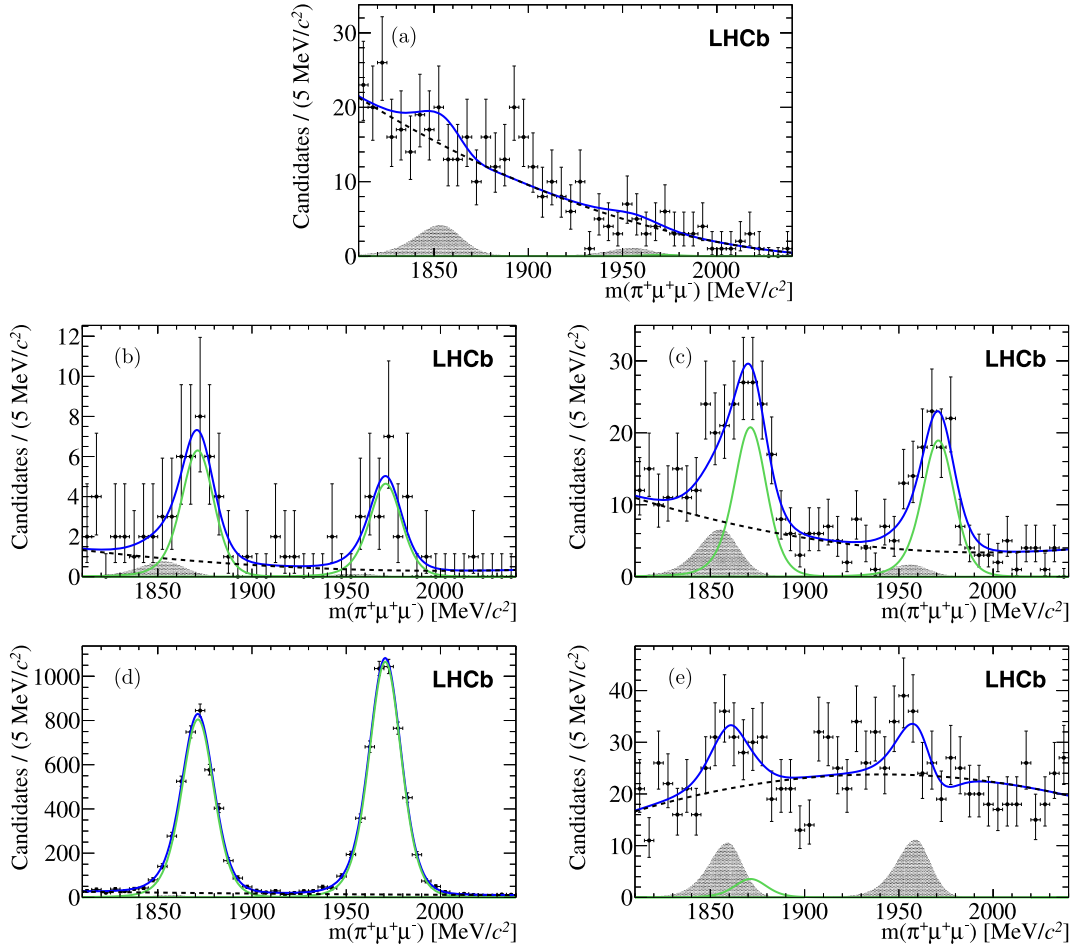 (a)
LHCb
Candidates / (5 MeV/c²)
30
20
10
0
1850
1900
1950
2000
m(π⁺μ⁺μ⁻) [MeV/c²]
(b)
LHCb
Candidates / (5 MeV/c²)
12
10
8
6
4
2
0
1850
1900
1950
2000
m(π⁺μ⁺μ⁻) [MeV/c²]
(c)
LHCb
Candidates / (5 MeV/c²)
30
20
10
0
1850
1900
1950
2000
m(π⁺μ⁺μ⁻) [MeV/c²]
(d)
LHCb
Candidates / (5 MeV/c²)
1000
800
600
400
200
0
1850
1900
1950
2000
m(π⁺μ⁺μ⁻) [MeV/c²]
(e)
LHCb
Candidates / (5 MeV/c²)
40
30
20
10
0
1850
1900
1950
2000
m(π⁺μ⁺μ⁻) [MeV/c²]